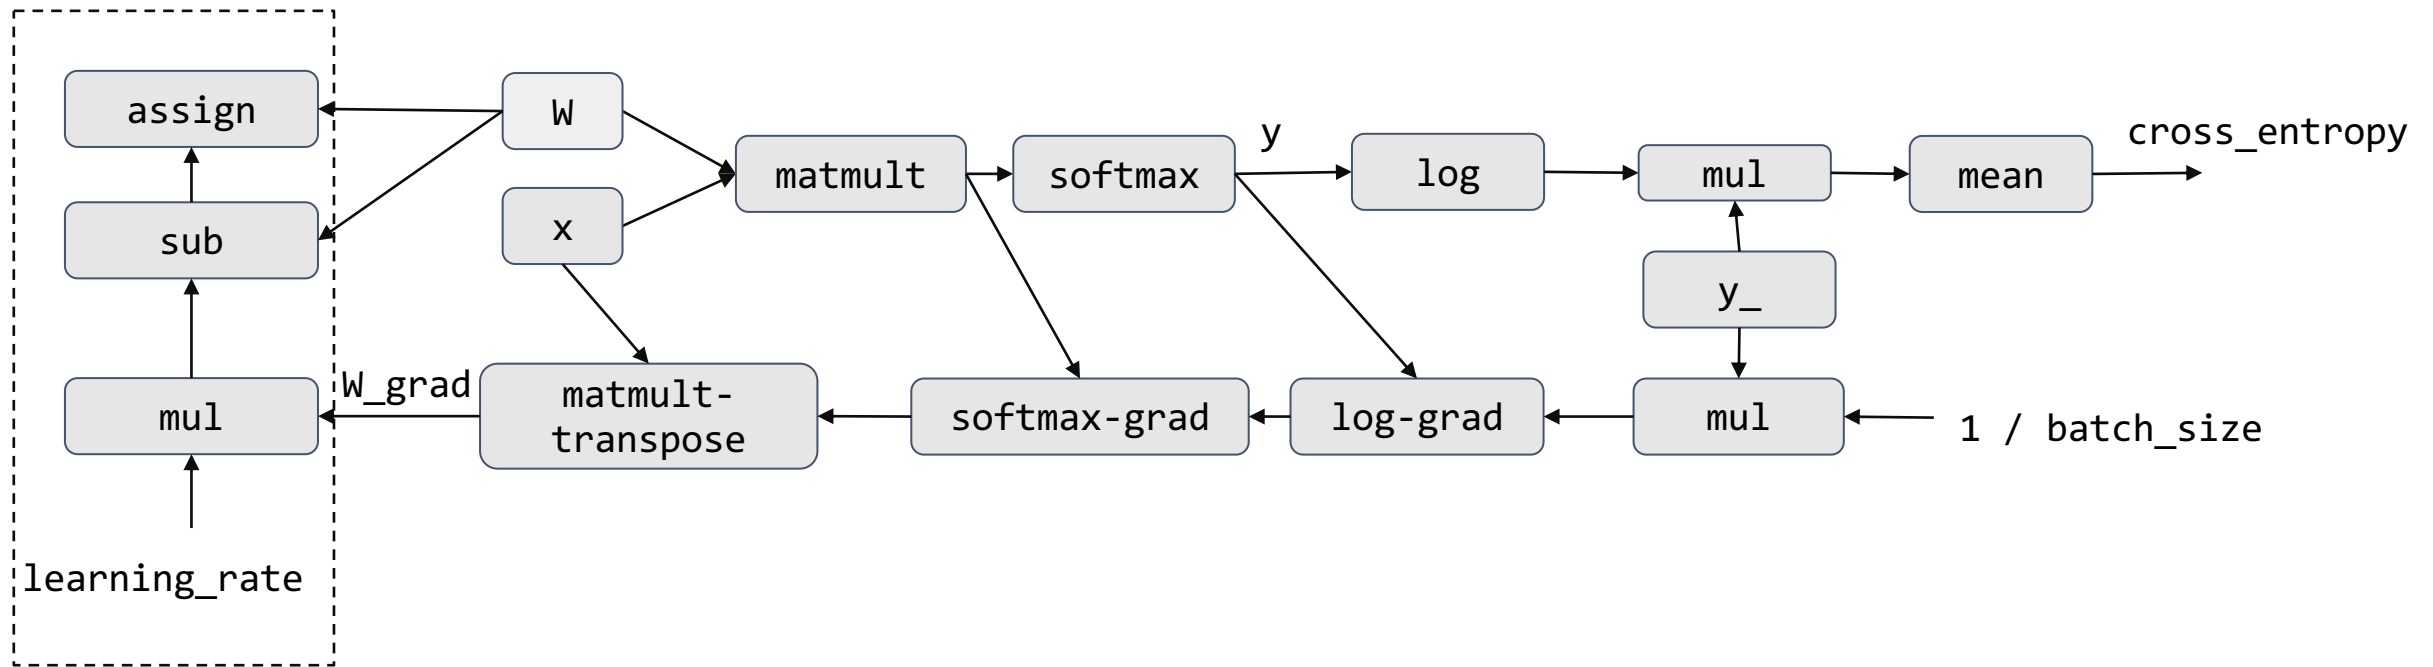 assign
W
cross_entropy
y
matmult
softmax
log
mul
mean
x
sub
y_
W_grad
mul
matmult-
transpose
softmax-grad
log-grad
mul
1 / batch_size
learning_rate